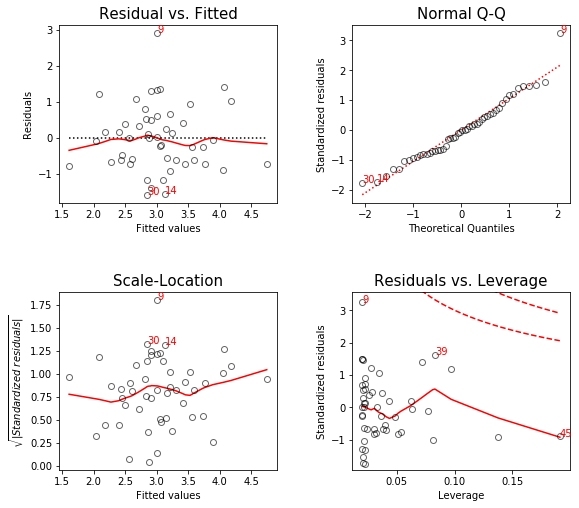 Residual vs. Fitted
Residuals
3
2
1
0
−1
9
30
14
1.5 2.0 2.5 3.0 3.5 4.0 4.5
Fitted values
Normal Q-Q
Standardized residuals
3
2
1
0
−1
−2
9
30
14
−2 −1 0 1 2
Theoretical Quantiles
Scale-Location
√|Standardized residuals|
1.75
1.50
1.25
1.00
0.75
0.50
0.25
0.00
9
30
14
1.5 2.0 2.5 3.0 3.5 4.0 4.5
Fitted values
Residuals vs. Leverage
Standardized residuals
3
2
1
0
−1
9
39
45
0.05 0.10 0.15
Leverage